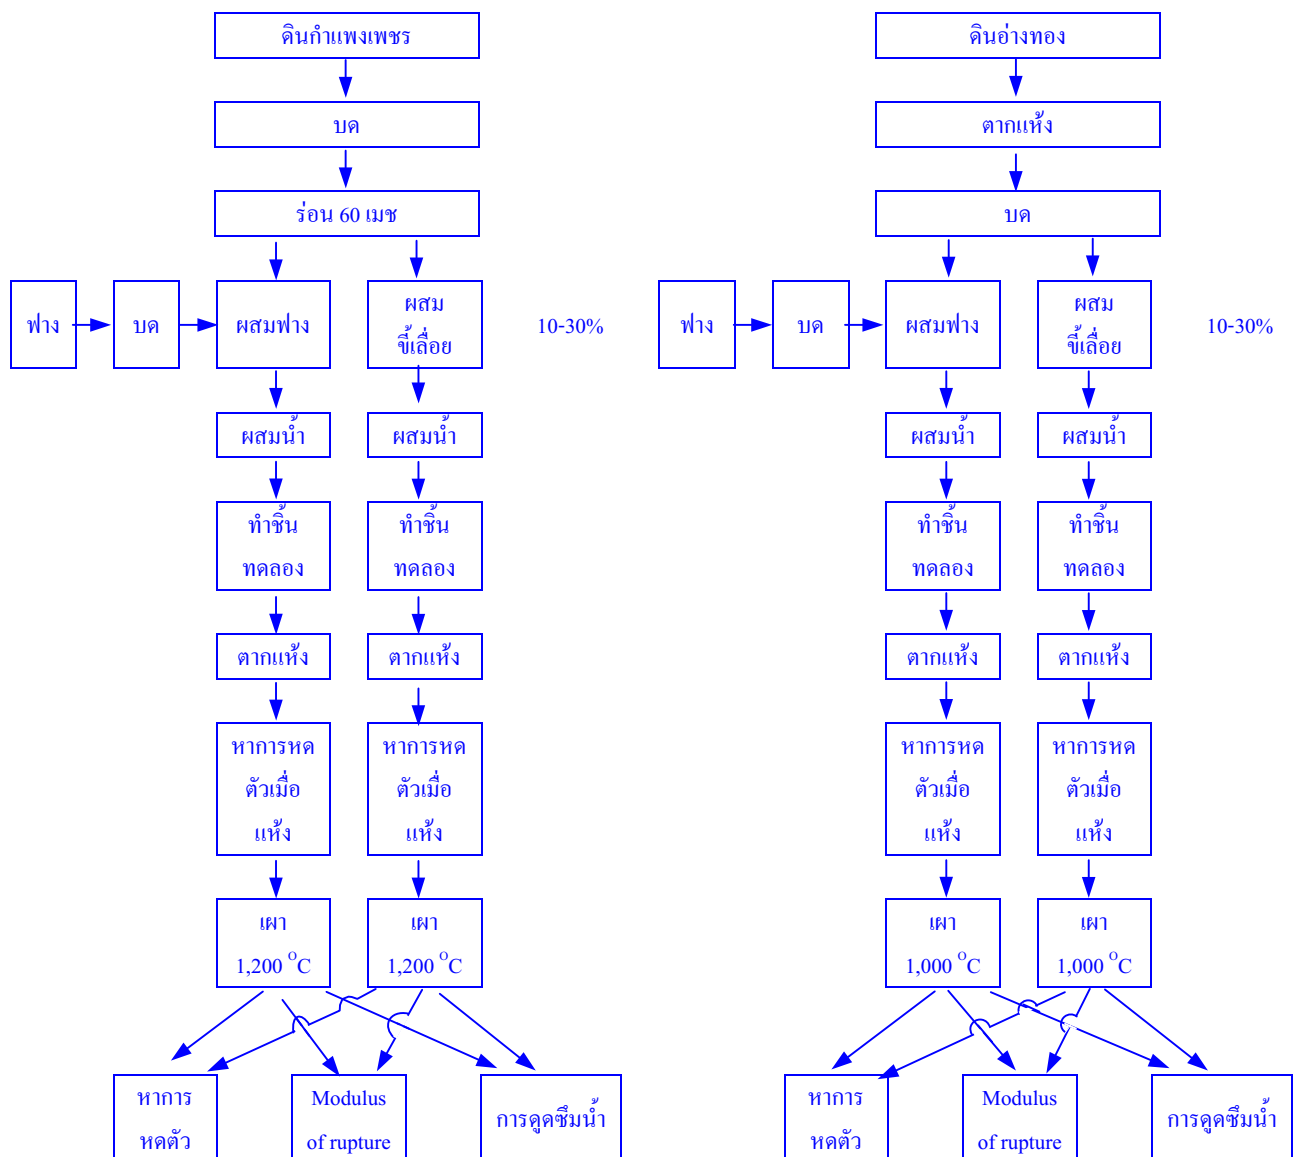 ดินกำแพงเพชร
บด
ร่อน 60 เมช
ฟาง
บด
ผสมฟาง
ผสม
ขี้เลื่อย
10-30%
ผสมน้ำ
ผสมน้ำ
ทำชิ้น
ทดลอง
ทำชิ้น
ทดลอง
ตากแห้ง
ตากแห้ง
หาการหด
ตัวเมื่อ
แห้ง
หาการหด
ตัวเมื่อ
แห้ง
เผา
1,200 °C
เผา
1,200 °C
หาการ
หดตัว
Modulus
of rupture
การดูดซึมน้ำ
ดินอ่างทอง
ตากแห้ง
บด
ฟาง
บด
ผสมฟาง
ผสม
ขี้เลื่อย
10-30%
ผสมน้ำ
ผสมน้ำ
ทำชิ้น
ทดลอง
ทำชิ้น
ทดลอง
ตากแห้ง
ตากแห้ง
หาการหด
ตัวเมื่อ
แห้ง
หาการหด
ตัวเมื่อ
แห้ง
เผา
1,000 °C
เผา
1,000 °C
หาการ
หดตัว
Modulus
of rupture
การดูดซึมน้ำ